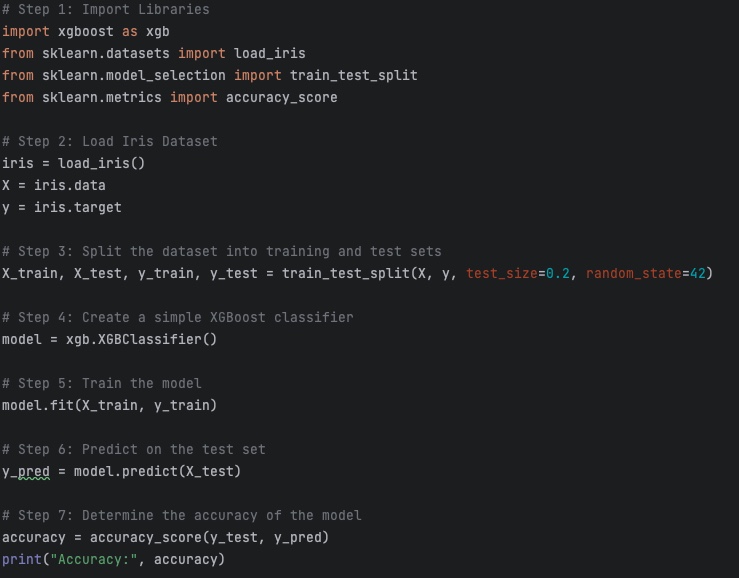 # Step 1: Import Libraries
import xgboost as xgb
from sklearn.datasets import load_iris
from sklearn.model_selection import train_test_split
from sklearn.metrics import accuracy_score
# Step 2: Load Iris Dataset
iris = load_iris()
X = iris.data
y = iris.target
# Step 3: Split the dataset into training and test sets
X_train, X_test, y_train, y_test = train_test_split(X, y, test_size=0.2, random_state=42)
# Step 4: Create a simple XGBoost classifier
model = xgb.XGBClassifier()
# Step 5: Train the model
model.fit(X_train, y_train)
# Step 6: Predict on the test set
y_pred = model.predict(X_test)
# Step 7: Determine the accuracy of the model
accuracy = accuracy_score(y_test, y_pred)
print("Accuracy:", accuracy)